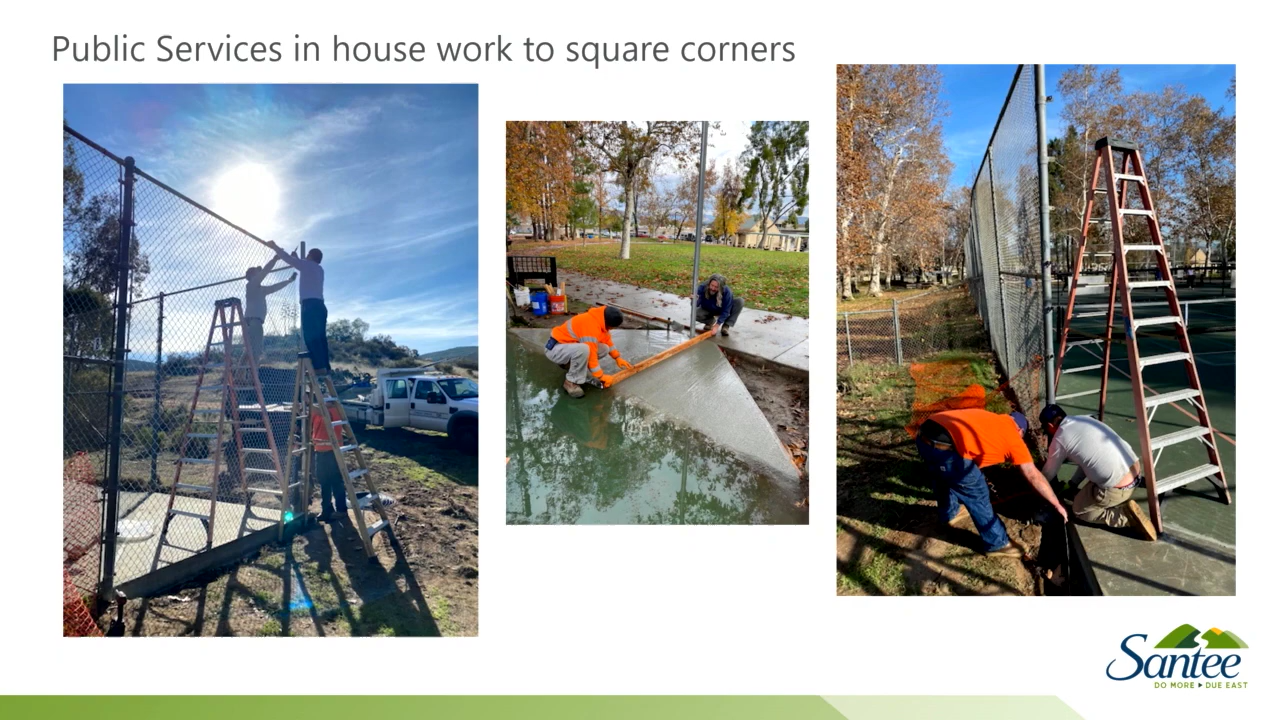 Public Services in house work to square corners
Santee
DO MORE ▸ DUE EAST